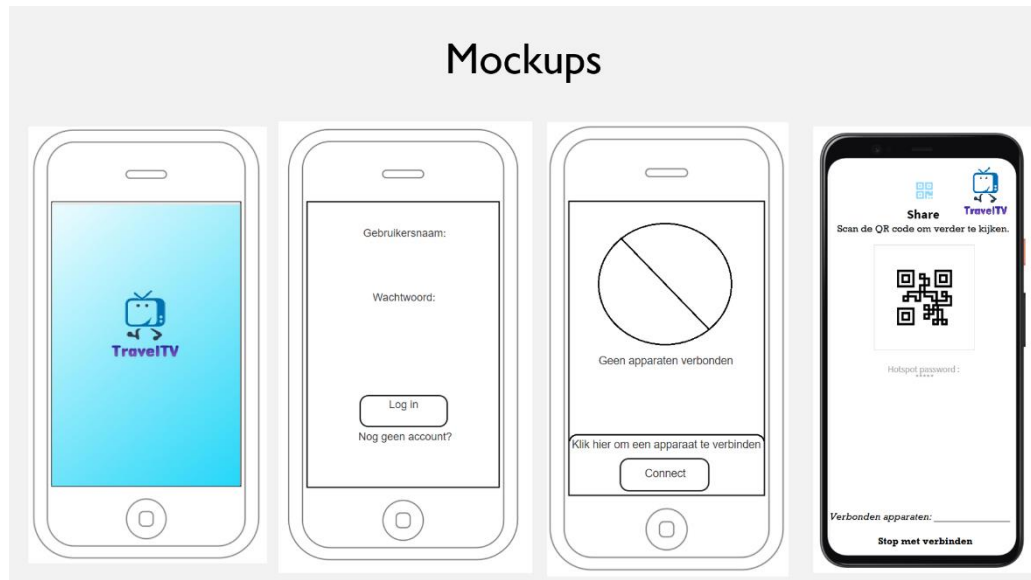 Mockups
TravelTV
Gebruikersnaam:
Wachtwoord:
Log in
Nog geen account?
Geen apparaten verbonden
Klik hier om een apparaat te verbinden
Connect
Share
TravelTV
Scan de QR code om verder te kijken.
Hotspot password :
*****
Verbonden apparaten: _______________
Stop met verbinden